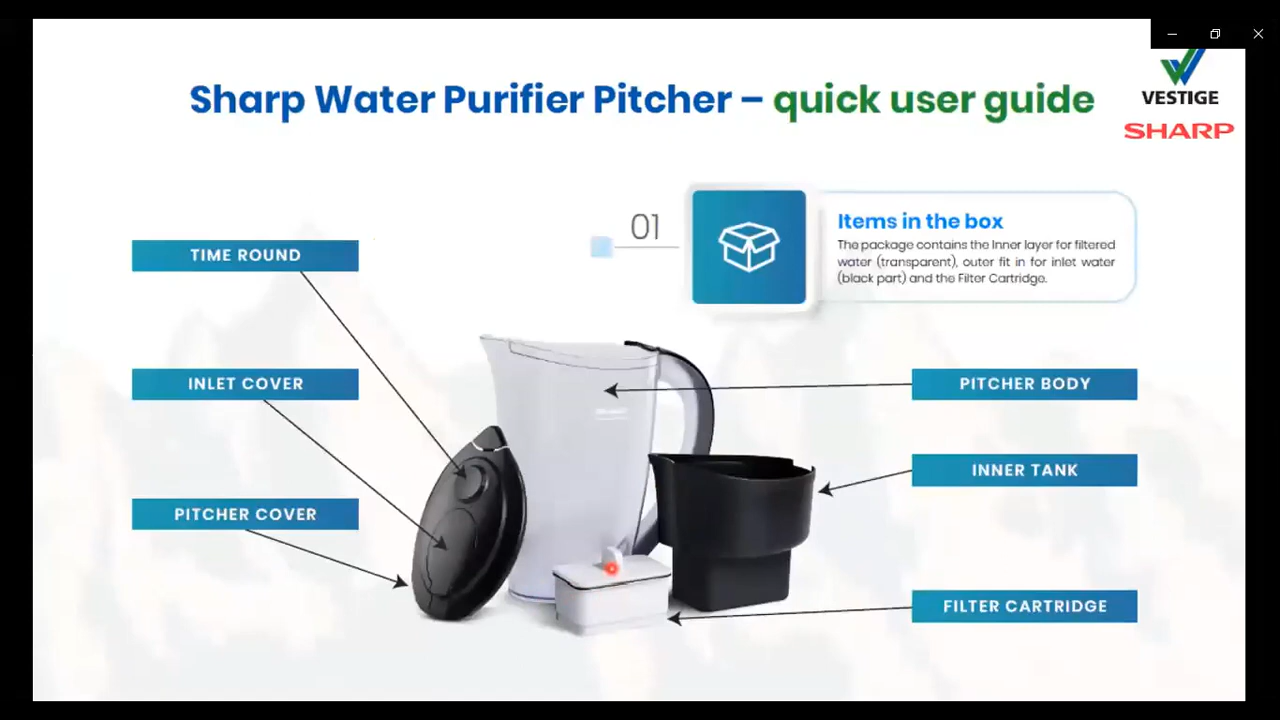 Sharp Water Purifier Pitcher – quick user guide
VESTIGE
SHARP
01
Items in the box
The package contains the Inner layer for filtered
water (transparent), outer fit in for inlet water
(black part) and the Filter Cartridge.
TIME ROUND
INLET COVER
PITCHER COVER
PITCHER BODY
INNER TANK
FILTER CARTRIDGE